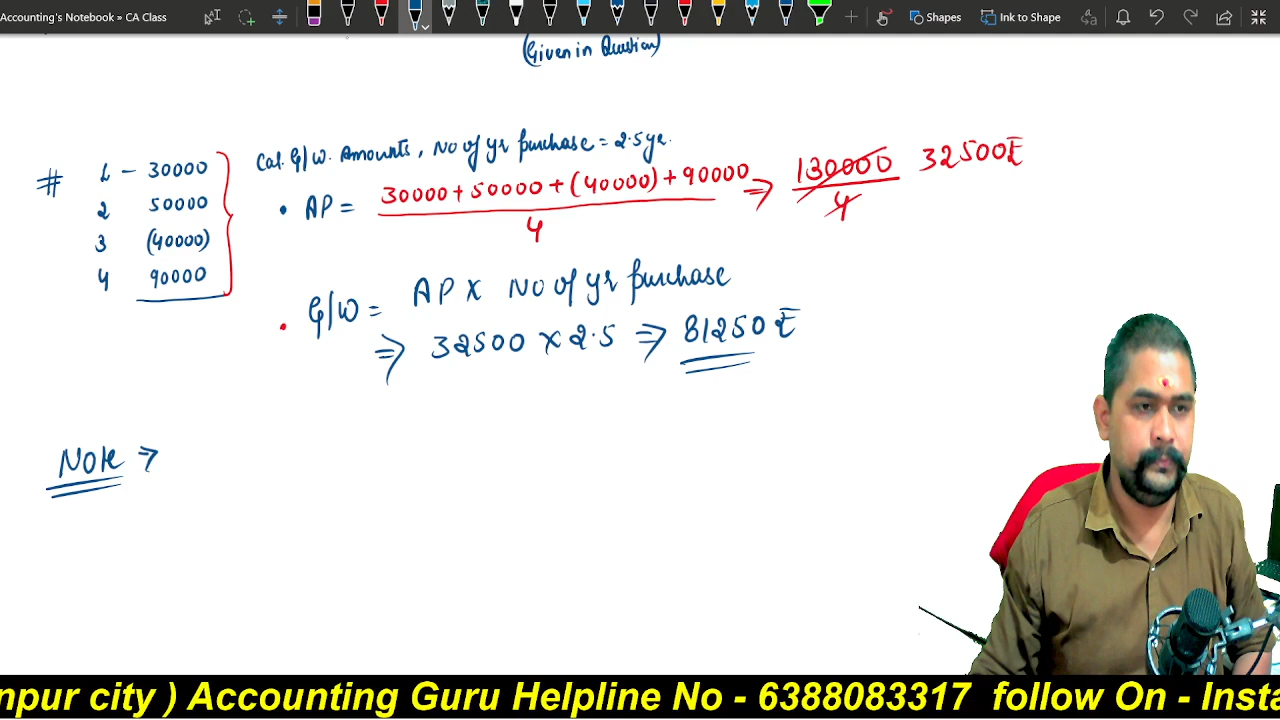 Accounting's Notebook » CA Class
Shapes
Ink to Shape
(Given in Question)
# 1 - 30000
2 50000
3 (40000)
4 90000
Cal. G/W. Amounts, No of yr purchase = 2.5 yr.
• AP = 30000 + 50000 + (40000) + 90000 / 4 ⇒ 130000 / 4 32500₹
• G/W = AP X No of yr purchase
⇒ 32500 × 2.5 ⇒ 81250₹
Note ⇒
npur city ) Accounting Guru Helpline No - 6388083317 follow On - Insta